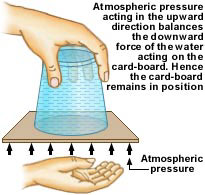 Atmospheric pressure
acting in the upward
direction balances
the downward
force of the water
acting on the
card-board. Hence
the card-board
remains in position
Atmospheric
pressure